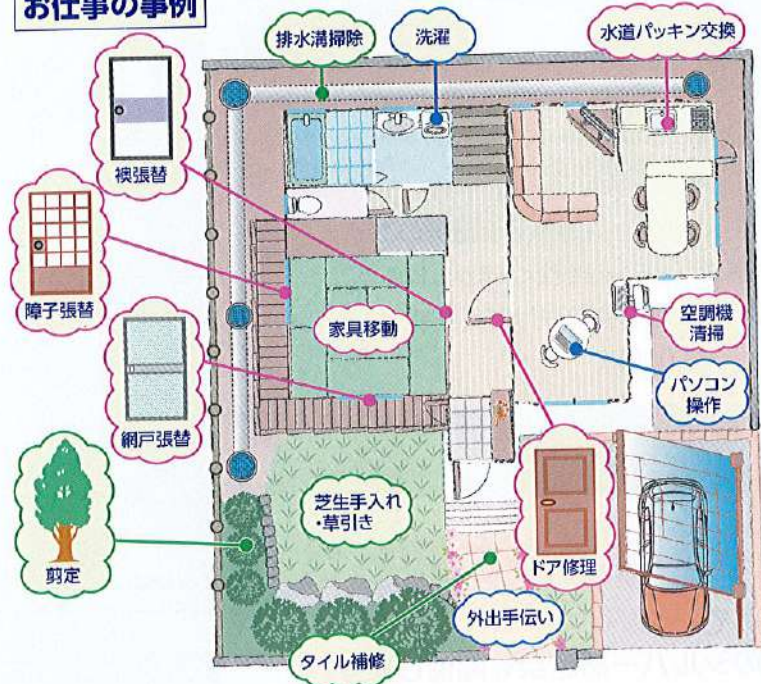 お仕事の事例
排水溝掃除
洗濯
水道パッキン交換
襖張替
障子張替
家具移動
空調機
清掃
パソコン
操作
網戸張替
芝生手入れ
・草引き
剪定
ドア修理
外出手伝い
タイル補修